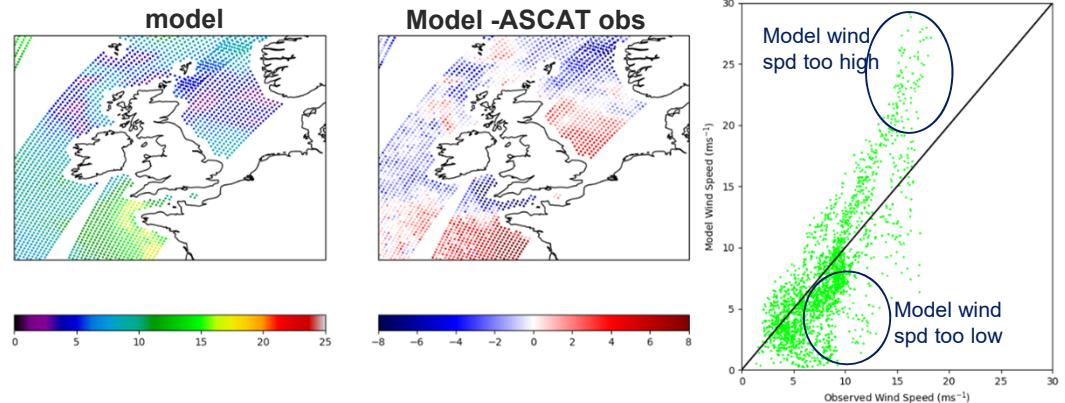 model
Model -ASCAT obs
0 5 10 15 20 25
−8 −6 −4 −2 0 2 4 6 8
Model wind
spd too high
Model wind
spd too low
Model Wind Speed (ms⁻¹)
30
25
20
15
10
5
0
0 5 10 15 20 25 30
Observed Wind Speed (ms⁻¹)